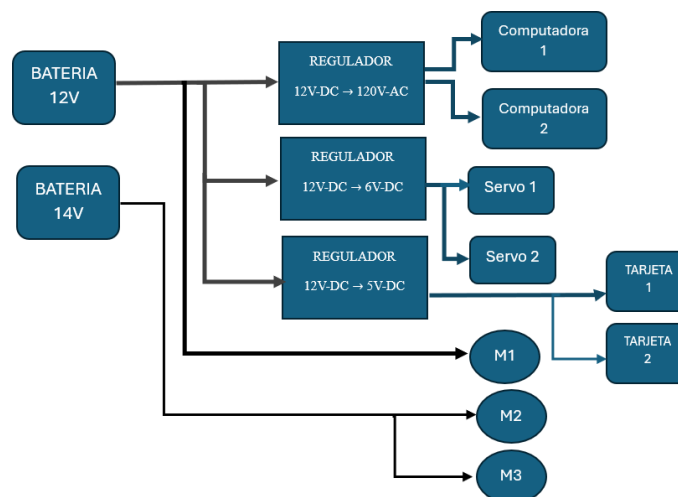 BATERIA
12V
BATERIA
14V
REGULADOR
12V-DC → 120V-AC
REGULADOR
12V-DC → 6V-DC
REGULADOR
12V-DC → 5V-DC
Computadora
1
Computadora
2
Servo 1
Servo 2
TARJETA
1
TARJETA
2
M1
M2
M3